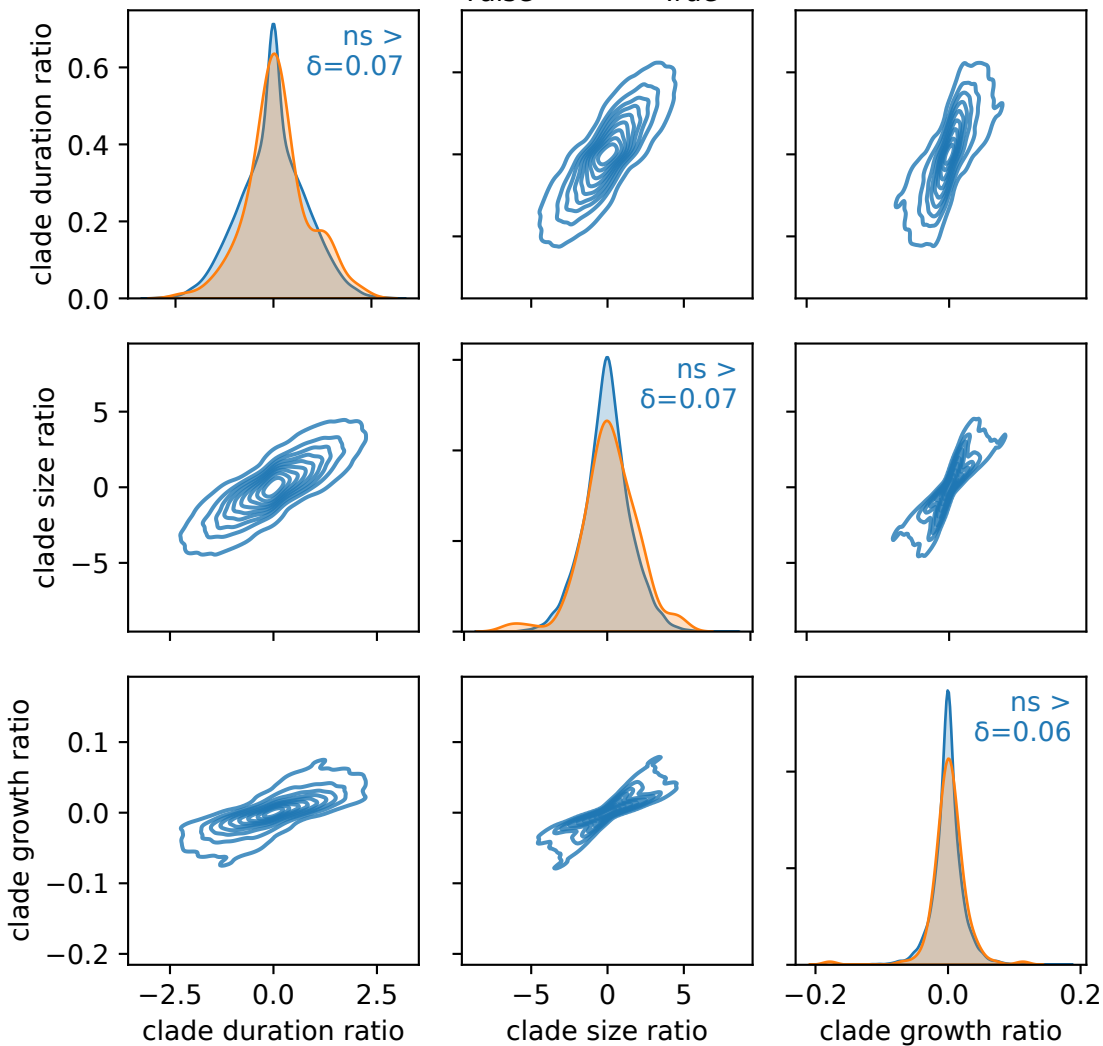 clade duration ratio
0.6
0.4
0.2
0.0
ns >
δ=0.07
clade size ratio
5
0
−5
ns >
δ=0.07
clade growth ratio
0.1
0.0
−0.1
−0.2
ns >
δ=0.06
−2.5 0.0 2.5
−5 0 5
−0.2 0.0 0.2
clade duration ratio
clade size ratio
clade growth ratio